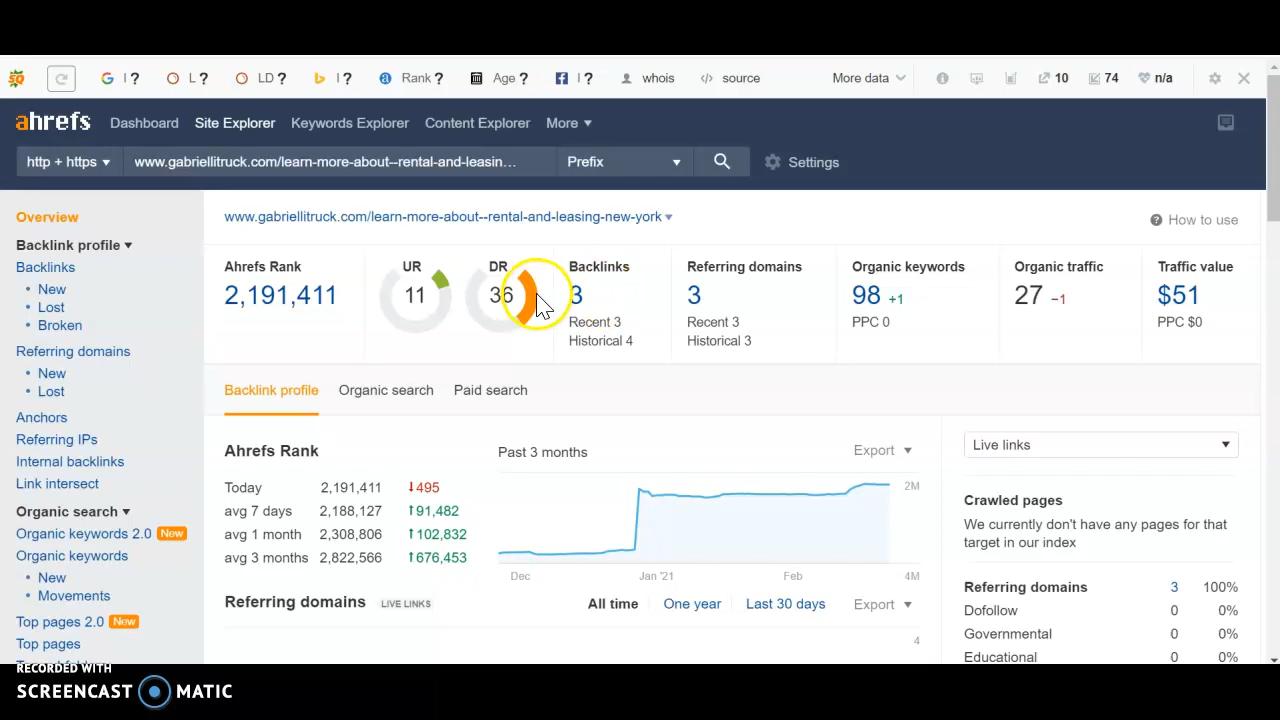 SQ I ? L ? LD ? I ? Rank ? Age ? I ? whois source More data 10 74 n/a
ahrefs Dashboard Site Explorer Keywords Explorer Content Explorer More
http + https www.gabriellitruck.com/learn-more-about--rental-and-leasin… Prefix Settings
Overview
Backlink profile
Backlinks
• New
• Lost
• Broken
Referring domains
• New
• Lost
Anchors
Referring IPs
Internal backlinks
Link intersect
Organic search
Organic keywords 2.0 New
Organic keywords
• New
• Movements
Top pages 2.0 New
Top pages
www.gabriellitruck.com/learn-more-about--rental-and-leasing-new-york
How to use
Ahrefs Rank UR DR Backlinks Referring domains Organic keywords Organic traffic Traffic value
2,191,411 11 36 3 3 98 +1 27 −1 $51
Recent 3 Recent 3 PPC 0 PPC $0
Historical 4 Historical 3
Backlink profile Organic search Paid search
Ahrefs Rank Past 3 months Export
Today 2,191,411 ↓495
avg 7 days 2,188,127 ↑91,482
avg 1 month 2,308,806 ↑102,832
avg 3 months 2,822,566 ↑676,453
2M
Dec Jan '21 Feb 4M
Referring domains LIVE LINKS All time One year Last 30 days Export
4
Live links
Crawled pages
We currently don't have any pages for that
target in our index
Referring domains 3 100%
Dofollow 0 0%
Governmental 0 0%
Educational 0 0%
RECORDED WITH
SCREENCAST MATIC